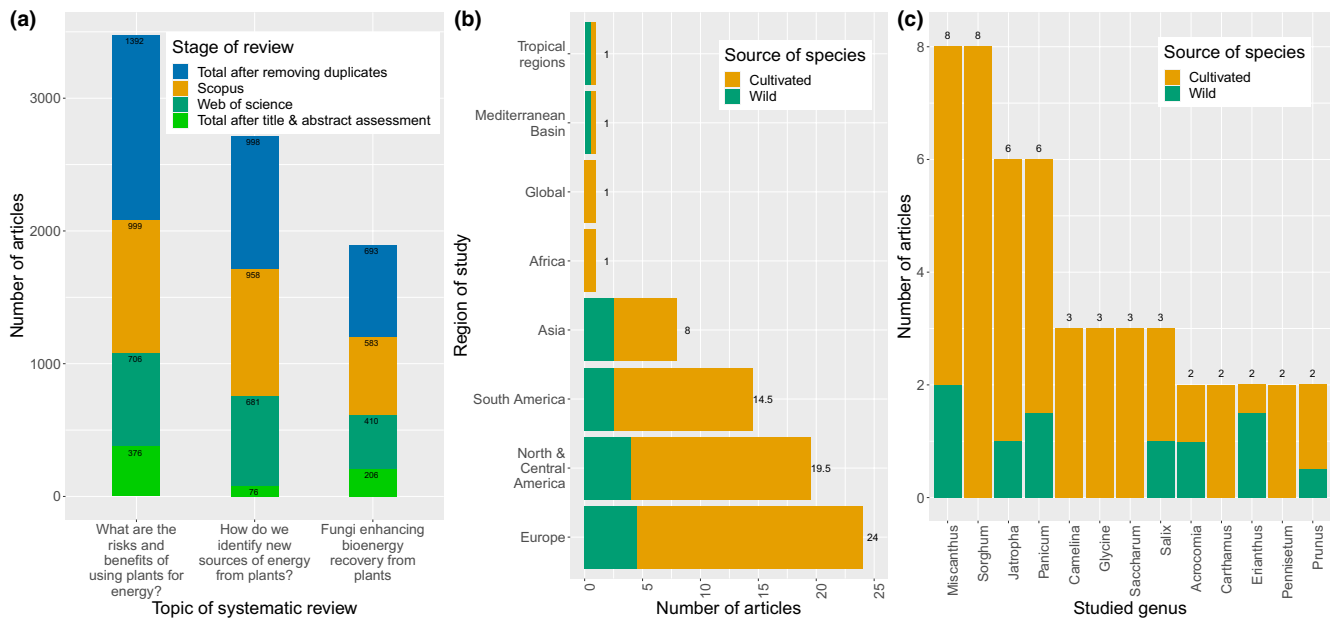 (a)
Stage of review
Total after removing duplicates
Scopus
Web of science
Total after title & abstract assessment
Number of articles
3000
2000
1000
0
1392
999
706
376
998
958
681
76
693
583
410
206
What are the
risks and
benefits of
using plants for
energy?
How do we
identify new
sources of energy
from plants?
Fungi enhancing
bioenergy
recovery from
plants
Topic of systematic review
(b)
Source of species
Cultivated
Wild
Region of study
Tropical
regions
1
Mediterranean
Basin
1
Global
1
Africa
1
Asia
8
South America
14.5
North &
Central
America
19.5
Europe
24
0
5
10
15
20
25
Number of articles
(c)
Source of species
Cultivated
Wild
Number of articles
8
6
4
2
0
8
8
6
6
3
3
3
3
2
2
2
2
2
Miscanthus
Sorghum
Jatropha
Panicum
Camelina
Glycine
Saccharum
Salix
Acrocomia
Carthamus
Erianthus
Pennisetum
Prunus
Studied genus